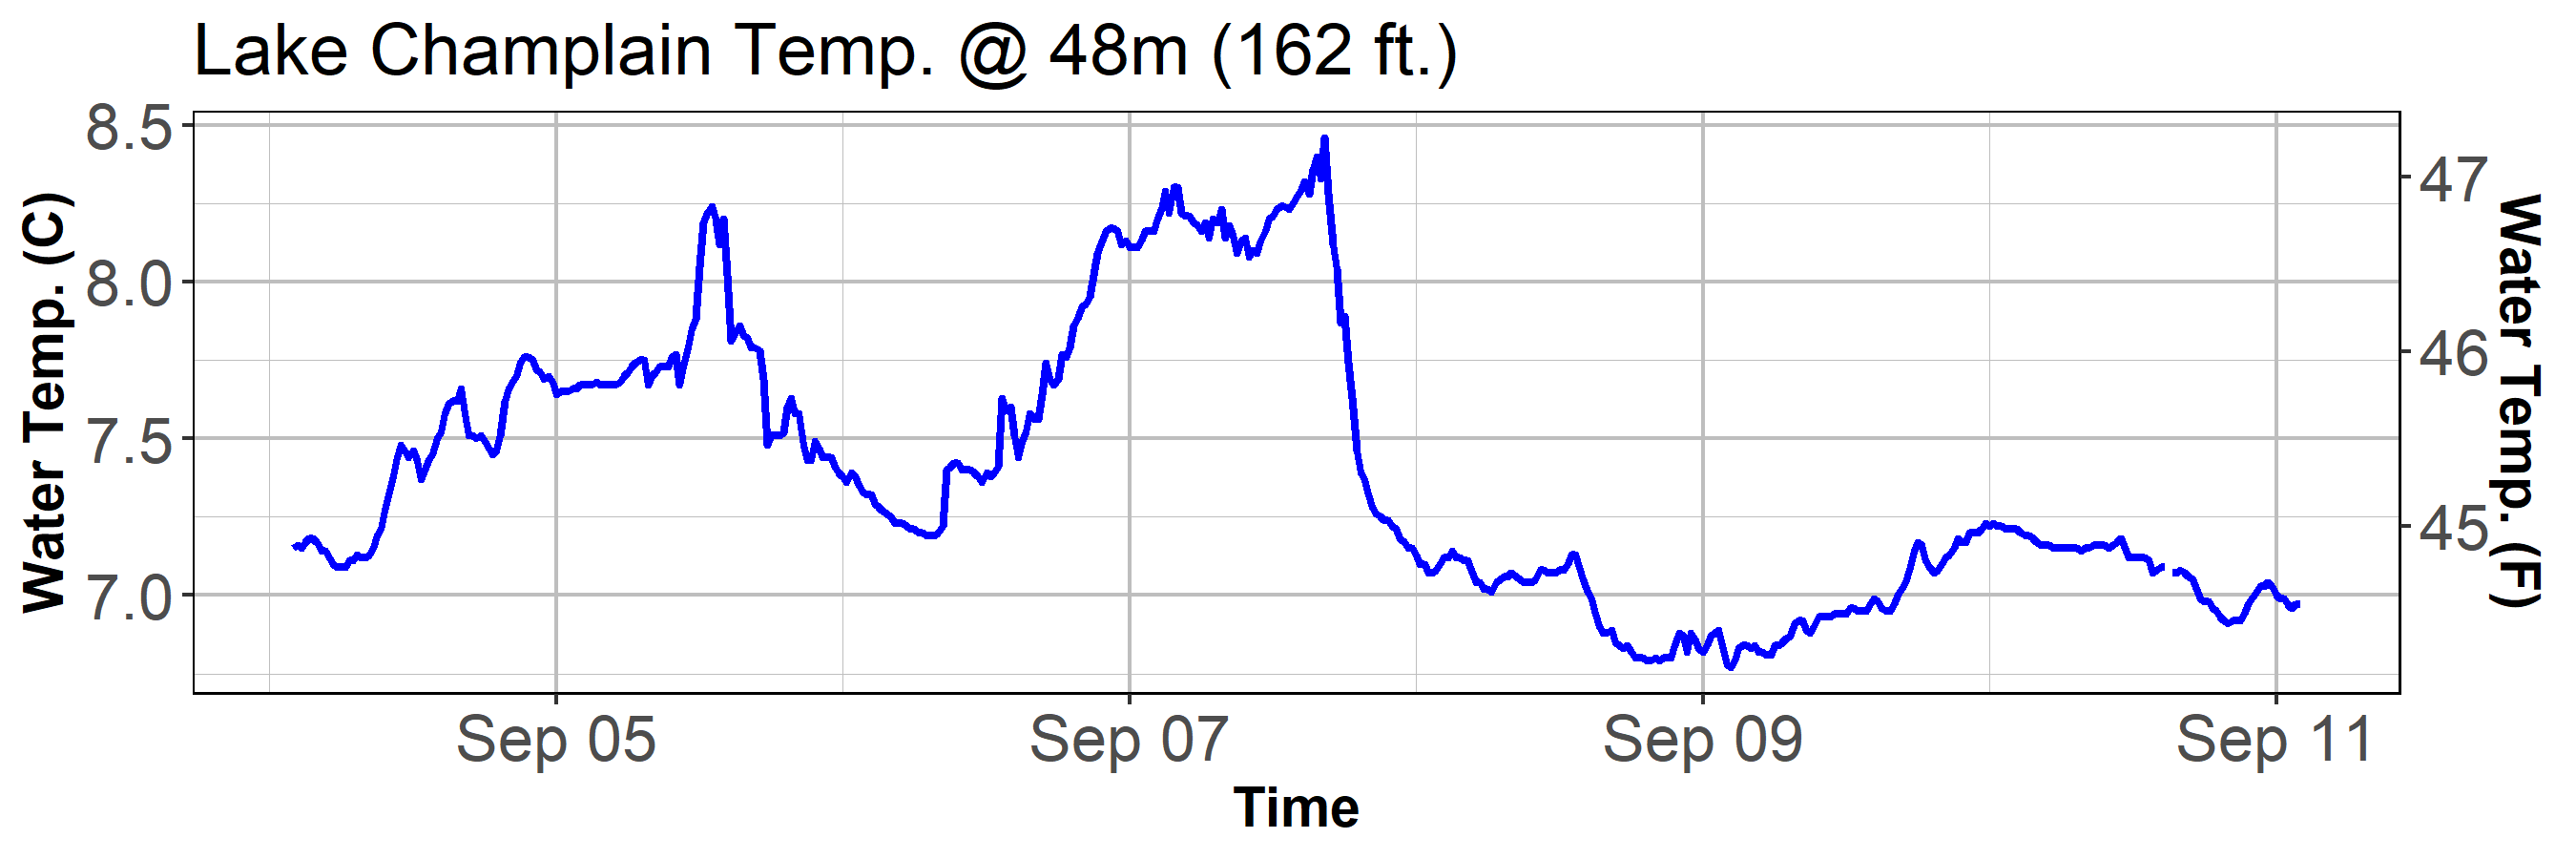 Lake Champlain Temp. @ 48m (162 ft.)
Water Temp. (C)
8.5
8.0
7.5
7.0
47
46
45
Water Temp. (F)
Sep 05 Sep 07 Sep 09 Sep 11
Time